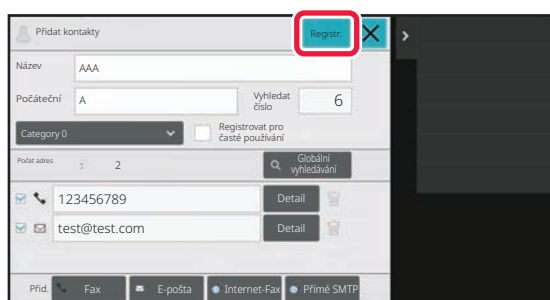 Přidat kontakty
Registr.
Název
AAA
Počáteční
A
Vyhledat
číslo
6
Category 0
Registrovat pro
časté používání
Počet adres
:
2
Globální
vyhledávání
123456789
Detail
test@test.com
Detail
Přid.
Fax
E-pošta
Internet-Fax
Přímé SMTP